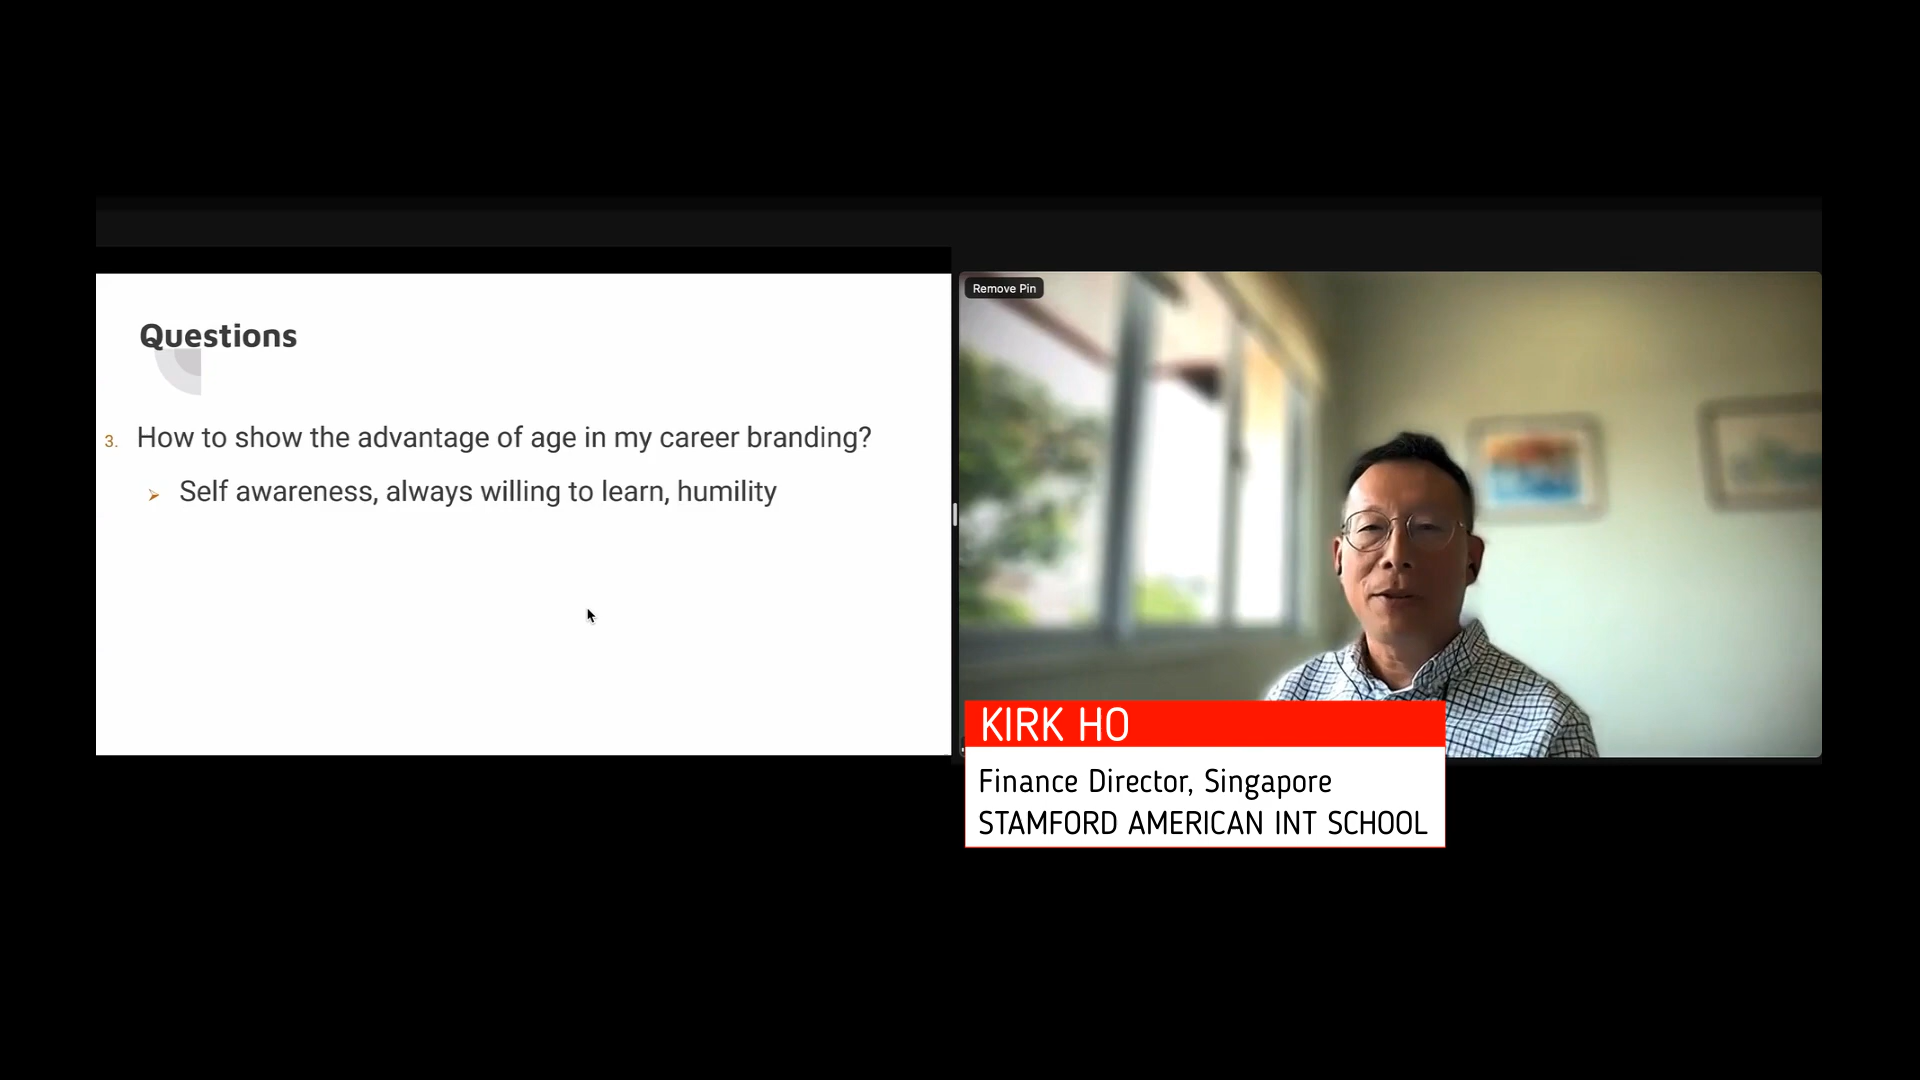 Questions
3. How to show the advantage of age in my career branding?
➢ Self awareness, always willing to learn, humility
Remove Pin
KIRK HO
Finance Director, Singapore
STAMFORD AMERICAN INT SCHOOL